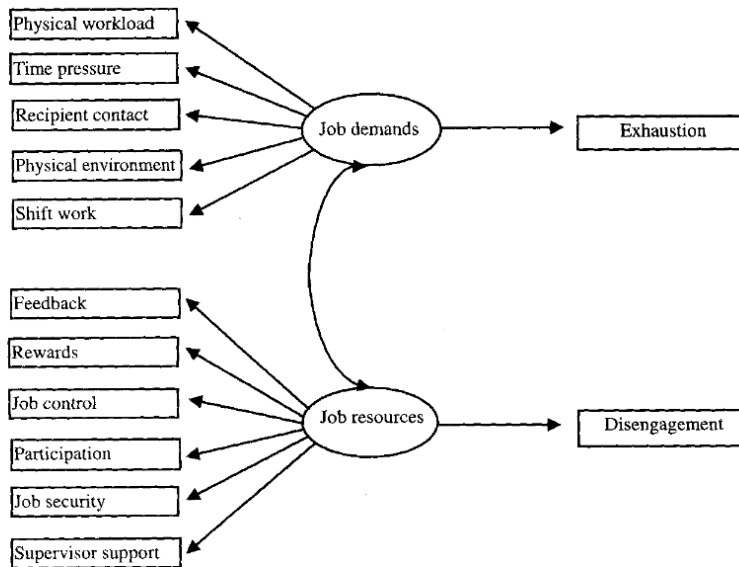 Physical workload
Time pressure
Recipient contact
Physical environment
Shift work
Job demands
Exhaustion
Feedback
Rewards
Job control
Participation
Job security
Supervisor support
Job resources
Disengagement